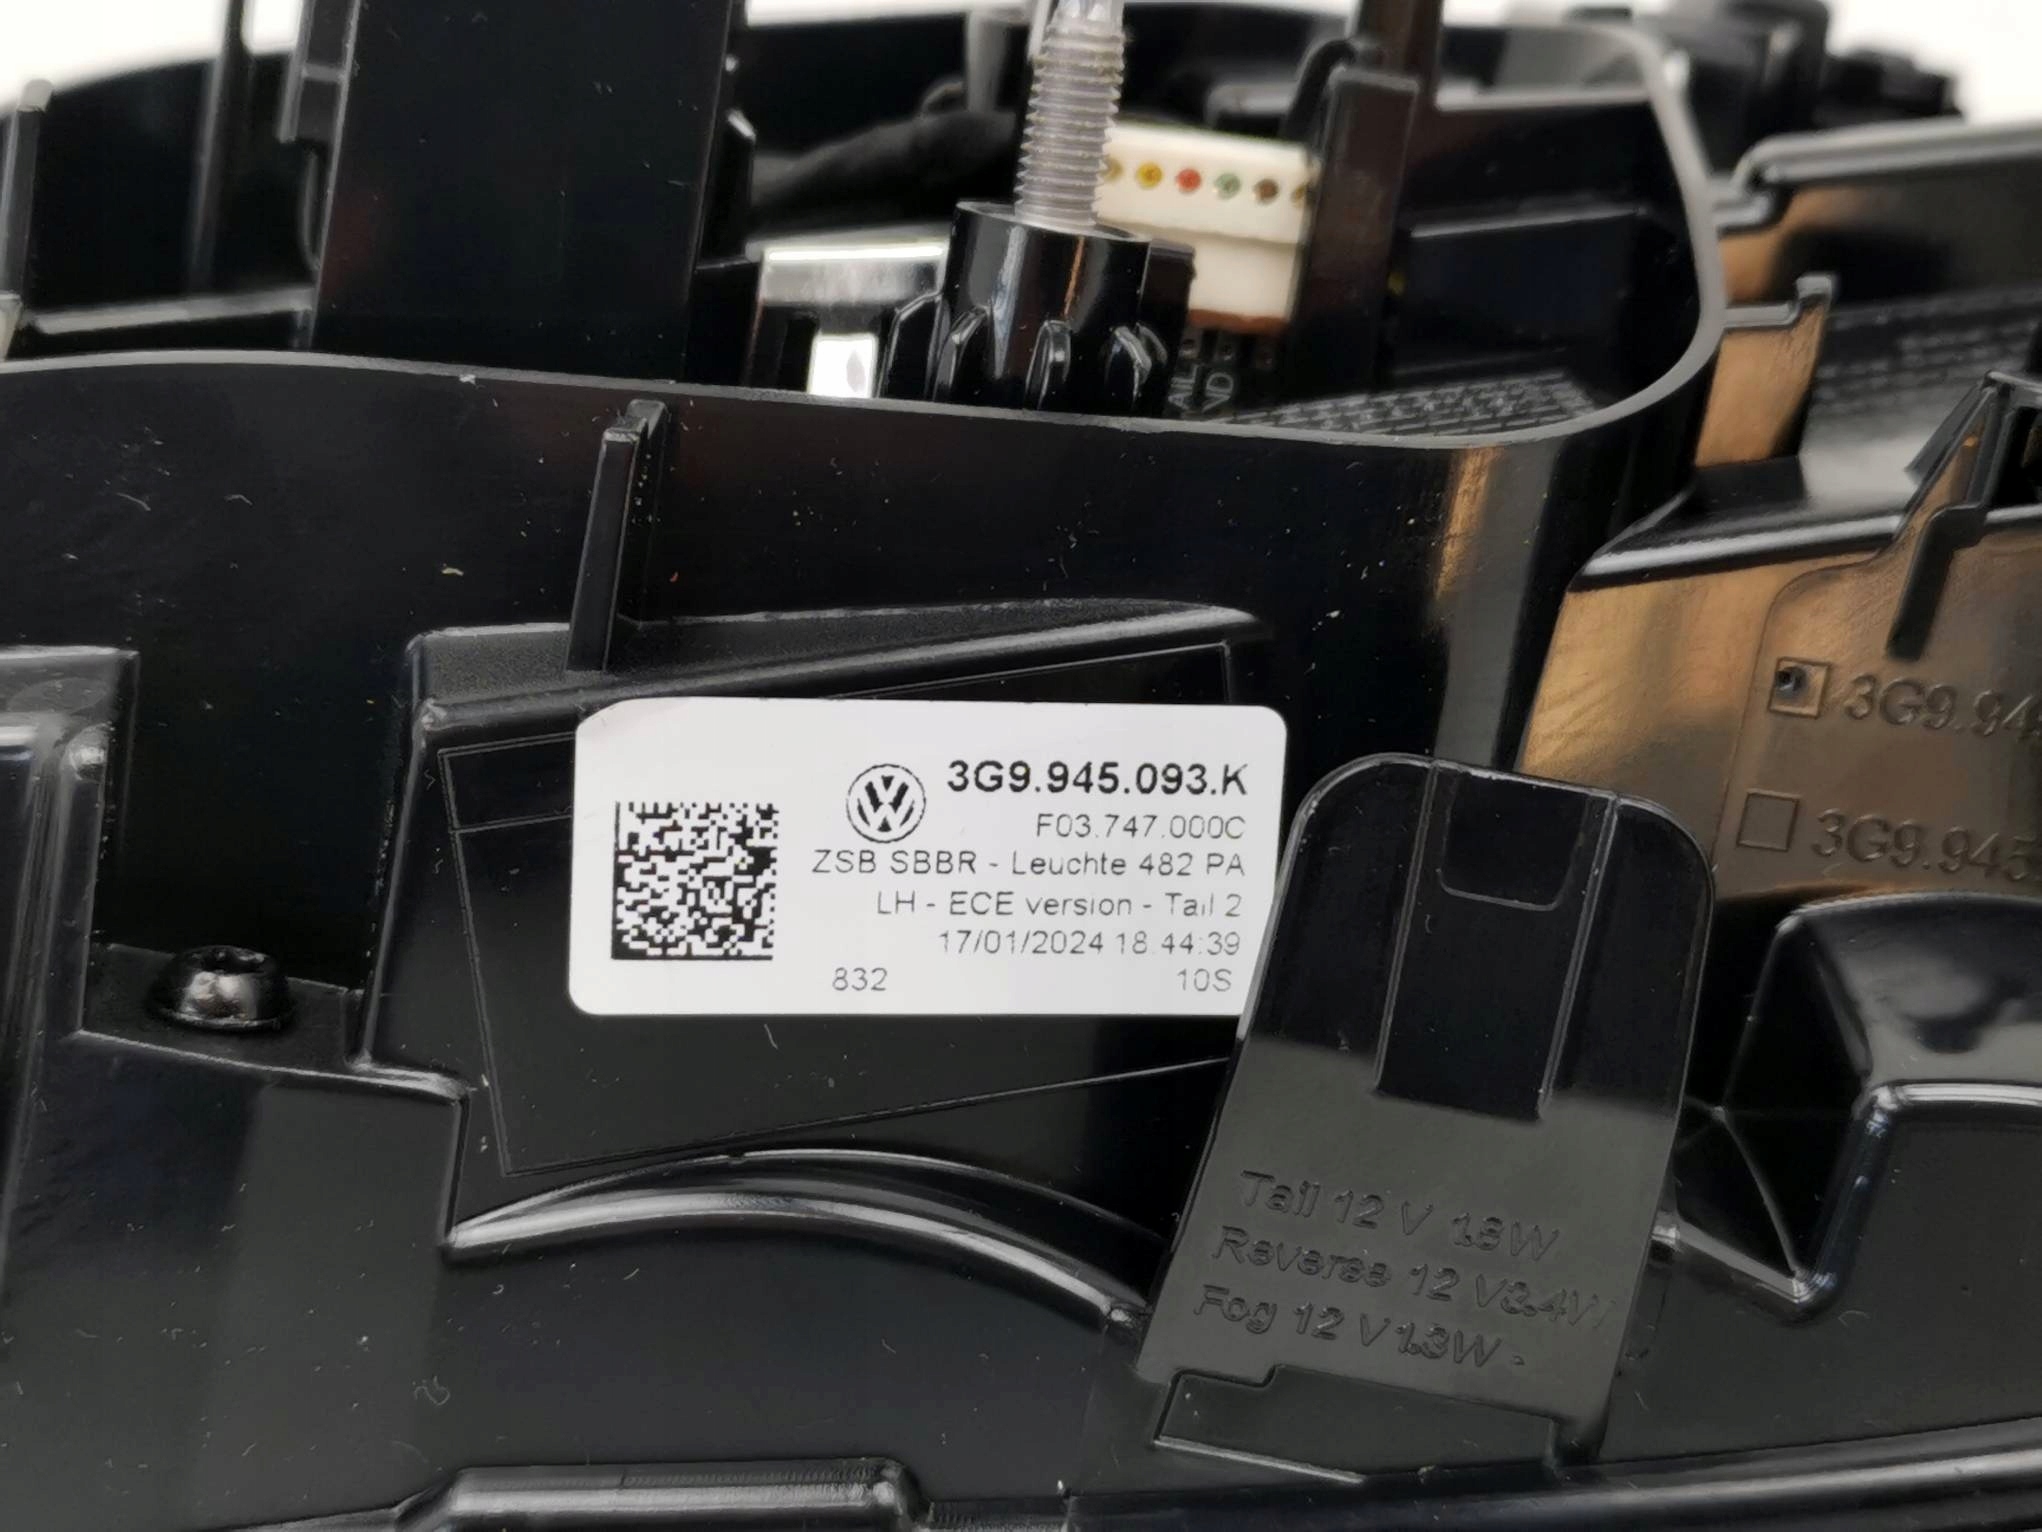 3G9.945.093.K
F03.747.000C
ZSB SBBR - Leuchte 482 PA
LH - ECE version - Tail 2
17/01/2024 18:44:39
832 10S
3G9.94
3G9.945
Tail 12 V 1.8W
Reverse 12 V3.4W
Fog 12 V1.3W